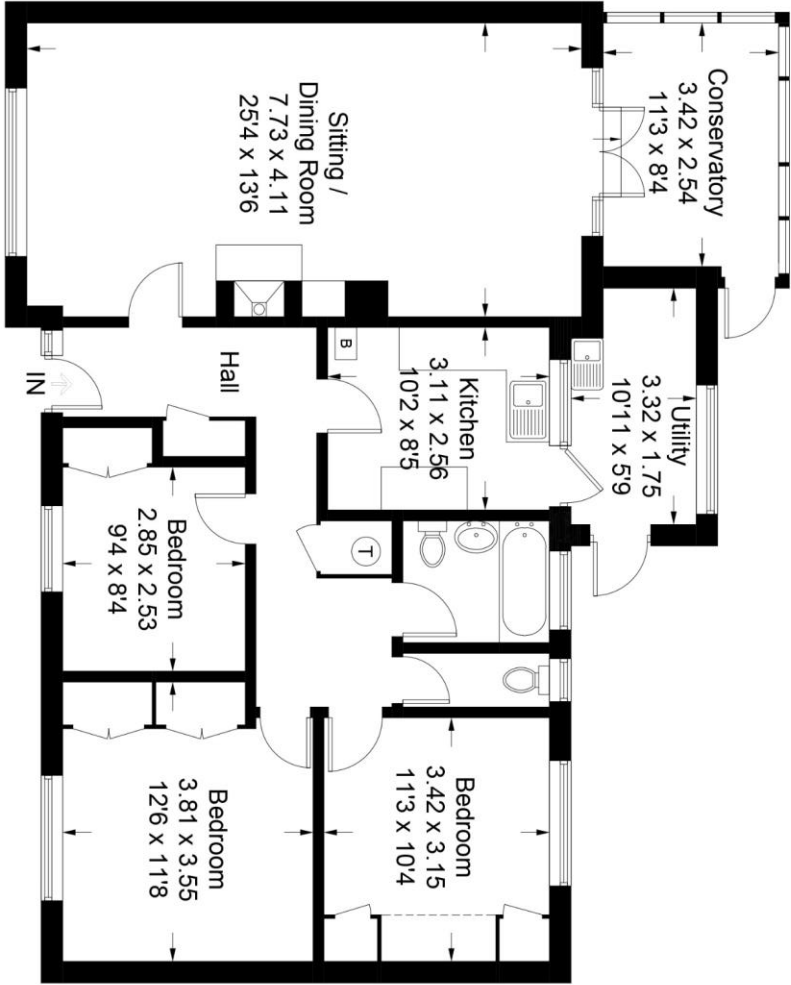 Conservatory
3.42 x 2.54
11'3 x 8'4
Sitting /
Dining Room
7.73 x 4.11
25'4 x 13'6
Utility
3.32 x 1.75
10'11 x 5'9
Kitchen
3.11 x 2.56
10'2 x 8'5
B
Hall
IN
T
Bedroom
2.85 x 2.53
9'4 x 8'4
Bedroom
3.42 x 3.15
11'3 x 10'4
Bedroom
3.81 x 3.55
12'6 x 11'8